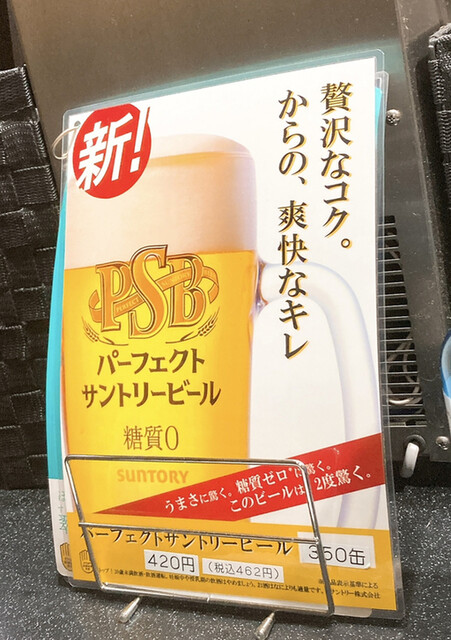 新!
贅沢なコク。
からの、爽快なキレ
PSB
PERFECT
パーフェクト
サントリービール
糖質0
SUNTORY
うまさに驚く。糖質ゼロ*に驚く。
このビールは、2度驚く。
パーフェクトサントリービール 350缶
420円 (税込462円)